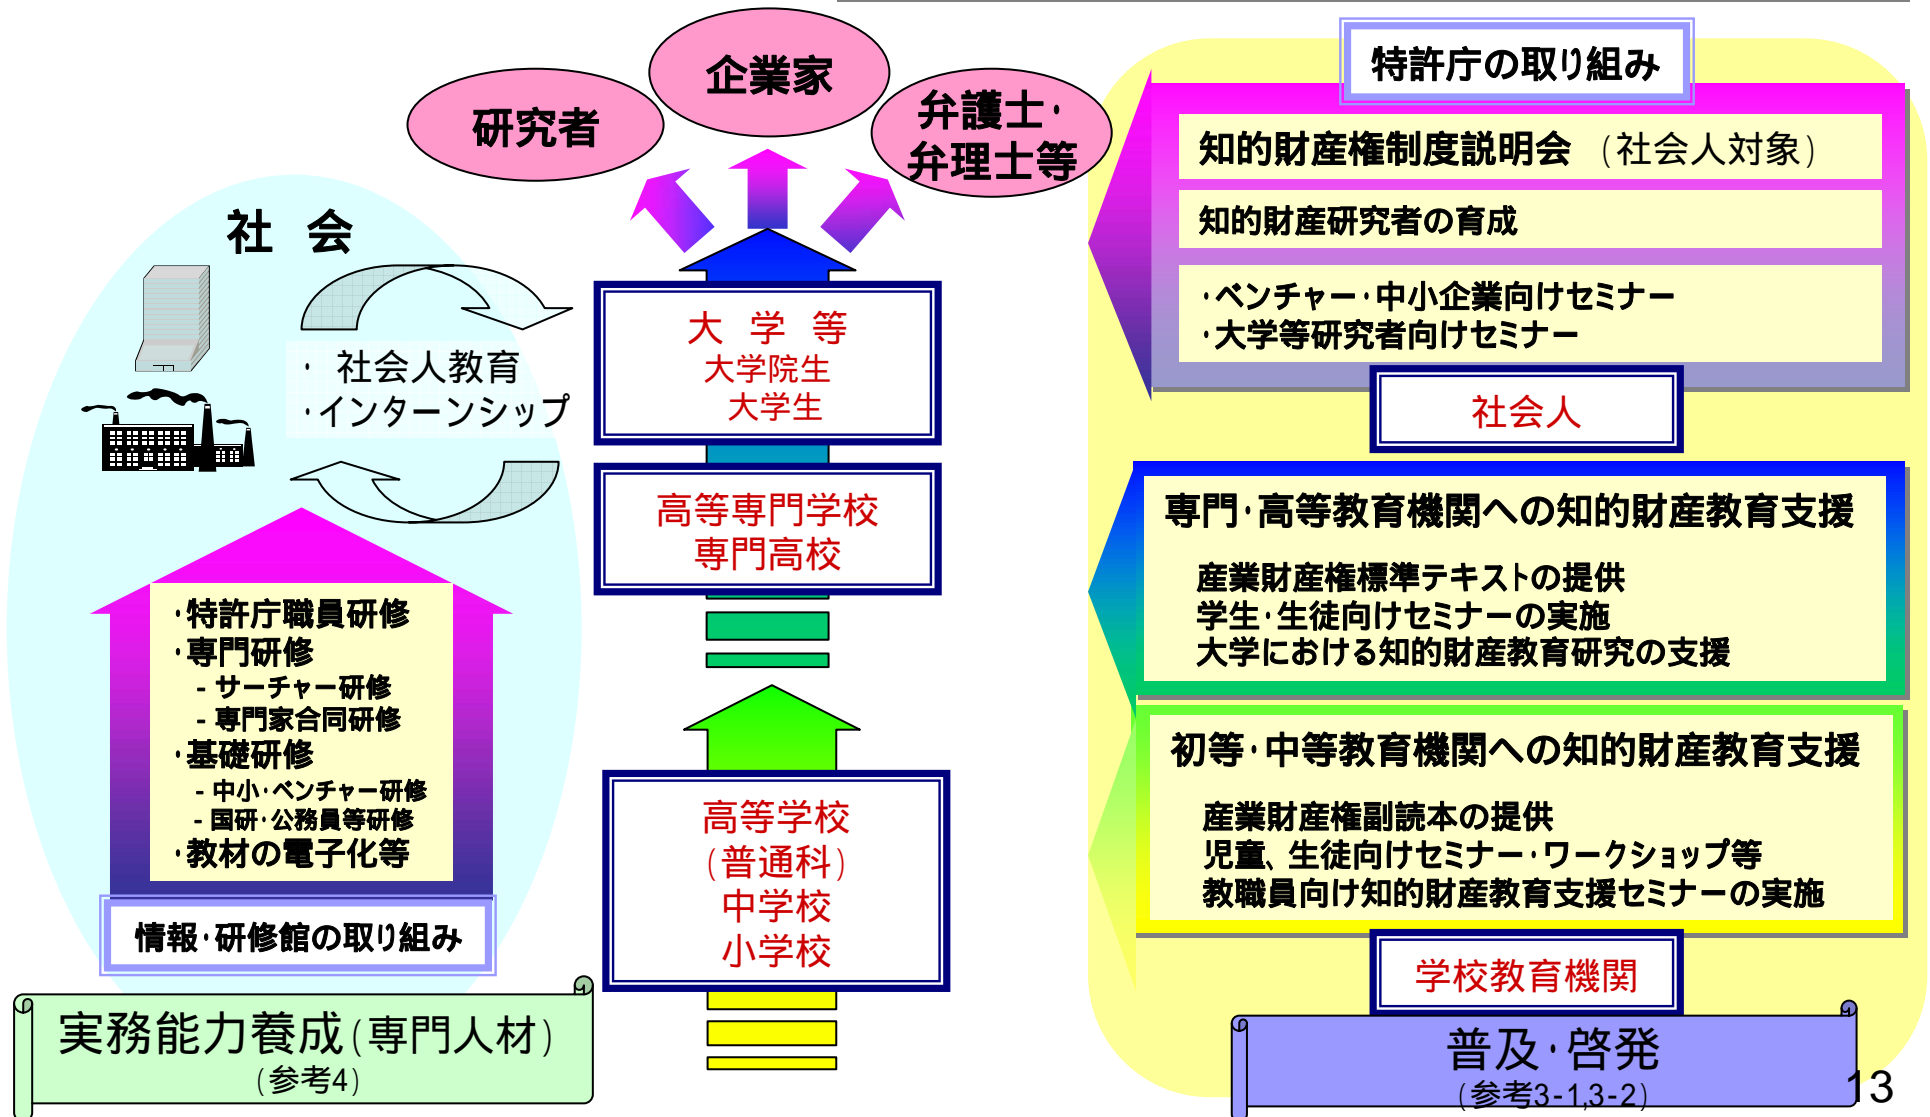 企業家
研究者
弁護士・
弁理士等
社 会
・ 社会人教育
・インターンシップ
・特許庁職員研修
・専門研修
- サーチャー研修
- 専門家合同研修
・基礎研修
- 中小・ベンチャー研修
- 国研・公務員等研修
・教材の電子化等
情報・研修館の取り組み
実務能力養成(専門人材)
(参考4)
大 学 等
大学院生
大学生
高等専門学校
専門高校
高等学校
(普通科)
中学校
小学校
特許庁の取り組み
知的財産権制度説明会 (社会人対象)
知的財産研究者の育成
・ベンチャー・中小企業向けセミナー
・大学等研究者向けセミナー
社会人
専門・高等教育機関への知的財産教育支援
産業財産権標準テキストの提供
学生・生徒向けセミナーの実施
大学における知的財産教育研究の支援
初等・中等教育機関への知的財産教育支援
産業財産権副読本の提供
児童、生徒向けセミナー・ワークショップ等
教職員向け知的財産教育支援セミナーの実施
学校教育機関
普及・啓発
(参考3-1,3-2)
13